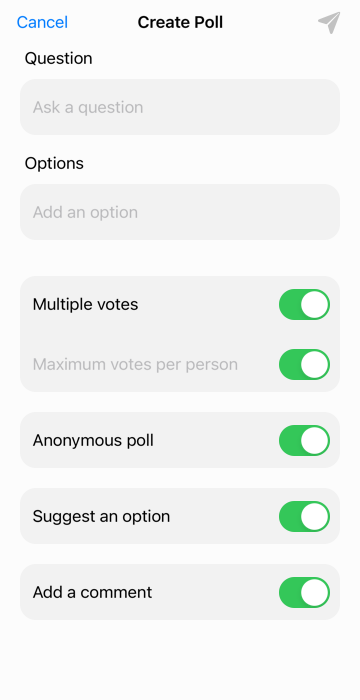 Cancel
Create Poll
Question
Ask a question
Options
Add an option
Multiple votes
Maximum votes per person
Anonymous poll
Suggest an option
Add a comment